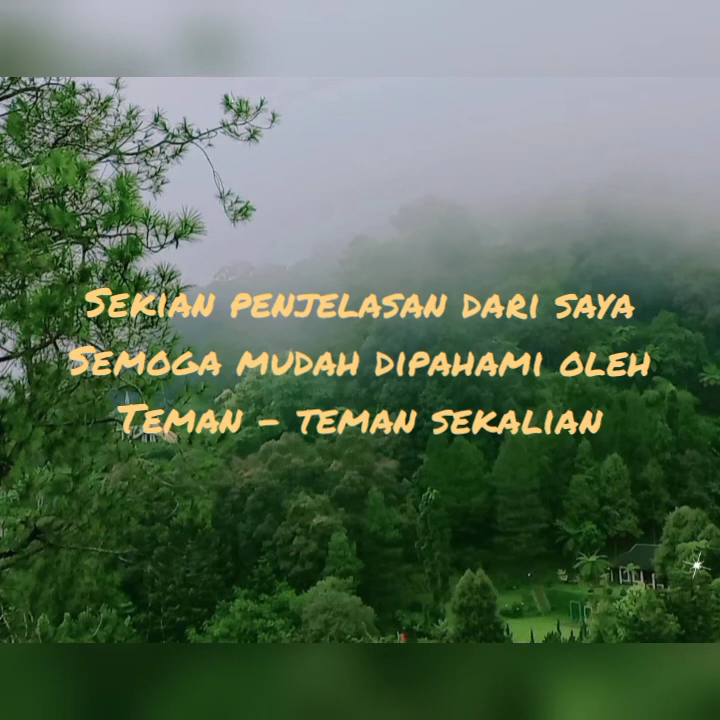 Sekian penjelasan dari saya
Semoga mudah dipahami oleh
Teman - teman sekalian